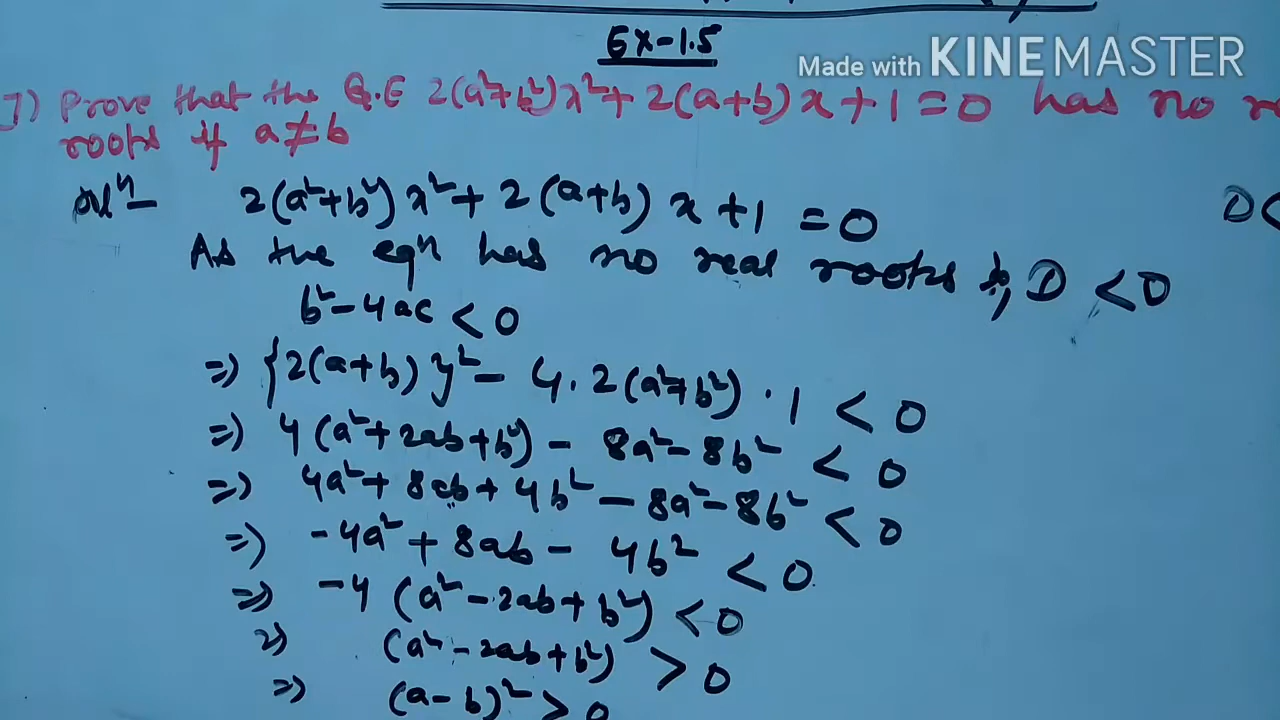 Ex-1.5
Made with KINEMASTER
7) Prove that the Q.E 2(a²+b²)x²+2(a+b)x+1=0 has no
roots if a≠b
Solⁿ- 2(a²+b²)x²+2(a+b)x+1=0
D<
As the eqⁿ has no real roots so, D<0
b²-4ac<0
=> {2(a+b)}²-4.2(a²+b²).1<0
=> 4(a²+2ab+b²)-8a²-8b²<0
=> 4a²+8ab+4b²-8a²-8b²<0
=> -4a²+8ab-4b²<0
=> -4(a²-2ab+b²)<0
=> (a²-2ab+b²)>0
=> (a-b)²>0